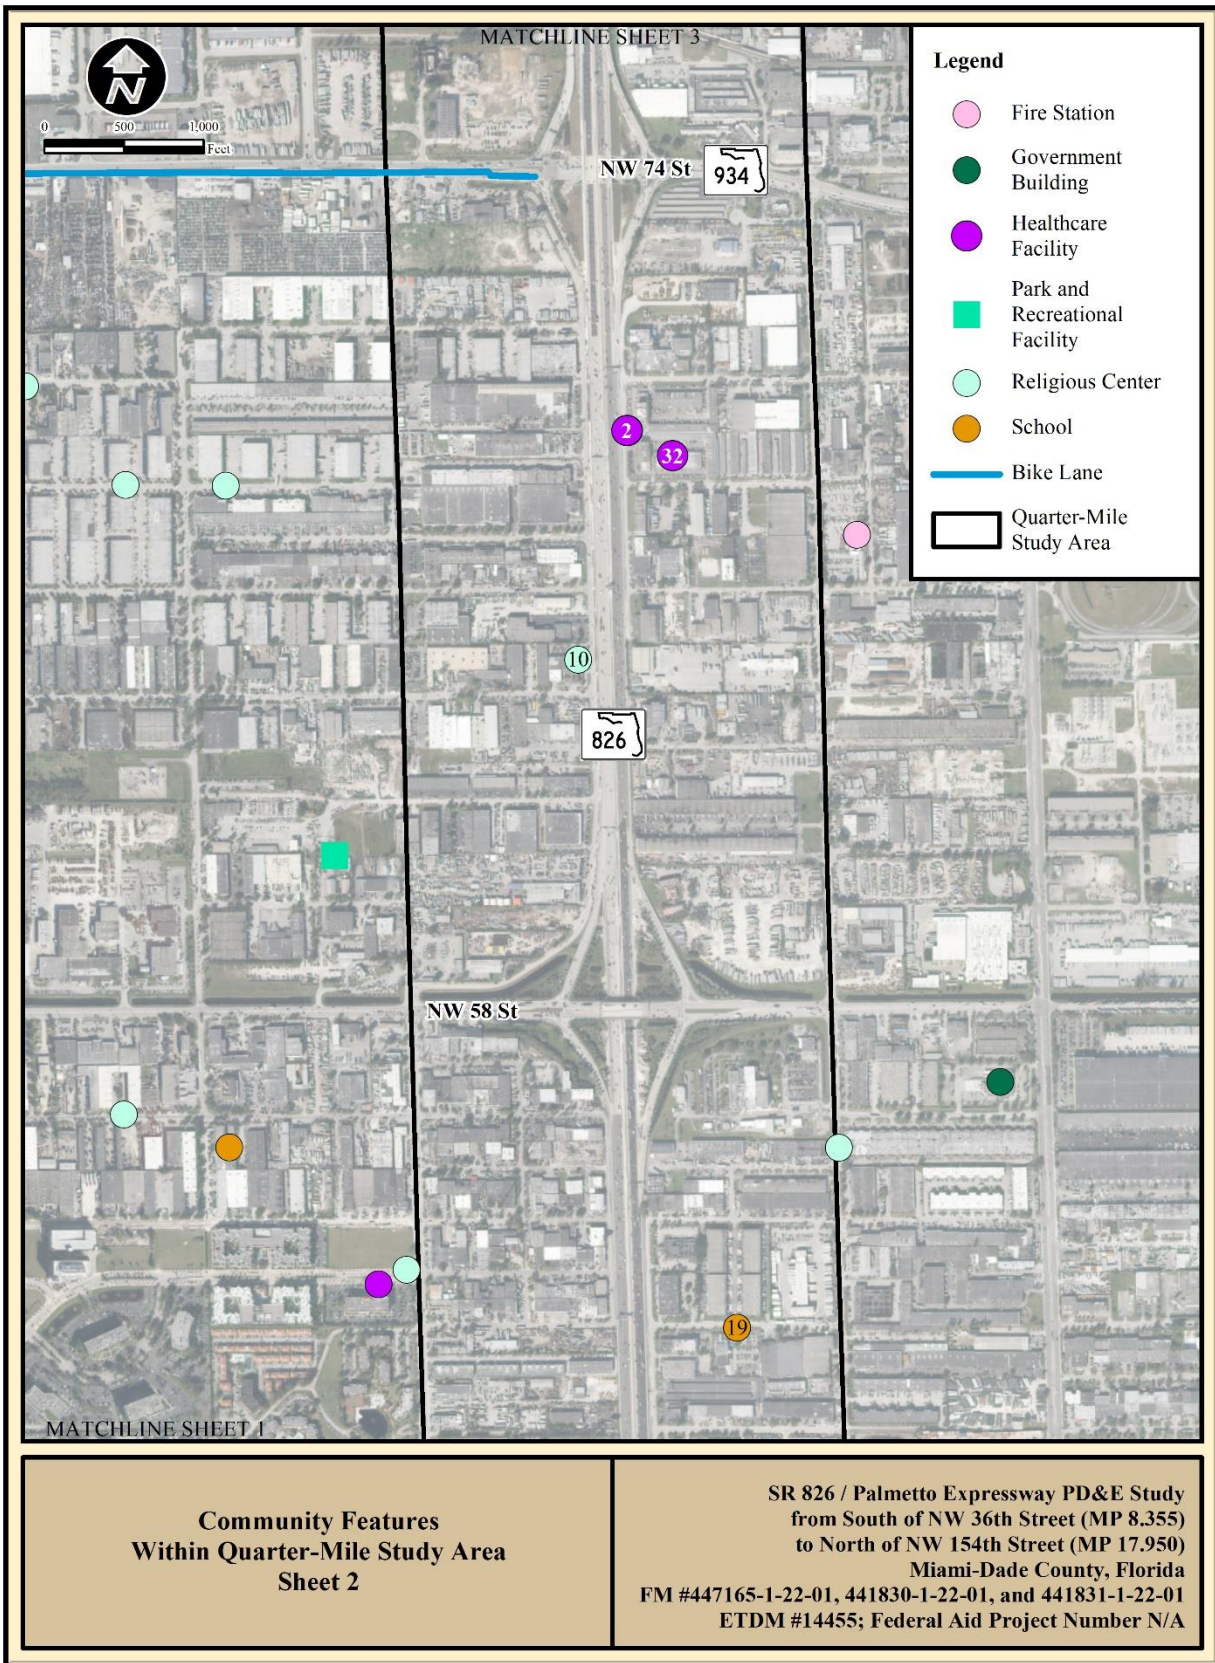 MATCHLINE SHEET 3
N
0 500 1,000
Feet
NW 74 St
934
2
32
10
826
NW 58 St
19
MATCHLINE SHEET 1
Legend
Fire Station
Government
Building
Healthcare
Facility
Park and
Recreational
Facility
Religious Center
School
Bike Lane
Quarter-Mile
Study Area
Community Features
Within Quarter-Mile Study Area
Sheet 2
SR 826 / Palmetto Expressway PD&E Study
from South of NW 36th Street (MP 8.355)
to North of NW 154th Street (MP 17.950)
Miami-Dade County, Florida
FM #447165-1-22-01, 441830-1-22-01, and 441831-1-22-01
ETDM #14455; Federal Aid Project Number N/A